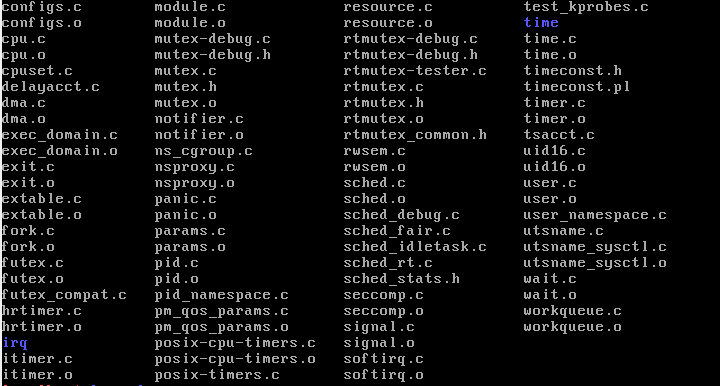 configs.c module.c resource.c test_kprobes.c
configs.o module.o resource.o time
cpu.c mutex-debug.c rtmutex-debug.c time.c
cpu.o mutex-debug.h rtmutex-debug.h time.o
cpuset.c mutex.c rtmutex-tester.c timeconst.h
delayacct.c mutex.h rtmutex.c timeconst.pl
dma.c mutex.o rtmutex.h timer.c
dma.o notifier.c rtmutex.o timer.o
exec_domain.c notifier.o rtmutex_common.h tsacct.c
exec_domain.o ns_cgroup.c rwsem.c uid16.c
exit.c nsproxy.c rwsem.o uid16.o
exit.o nsproxy.o sched.c user.c
extable.c panic.c sched.o user.o
extable.o panic.o sched_debug.c user_namespace.c
fork.c params.c sched_fair.c utsname.c
fork.o params.o sched_idletask.c utsname_sysctl.c
futex.c pid.c sched_rt.c utsname_sysctl.o
futex.o pid.o sched_stats.h wait.c
futex_compat.c pid_namespace.c seccomp.c wait.o
hrtimer.c pm_qos_params.c seccomp.o workqueue.c
hrtimer.o pm_qos_params.o signal.c workqueue.o
irq posix-cpu-timers.c signal.o
itimer.c posix-cpu-timers.o softirq.c
itimer.o posix-timers.c softirq.o